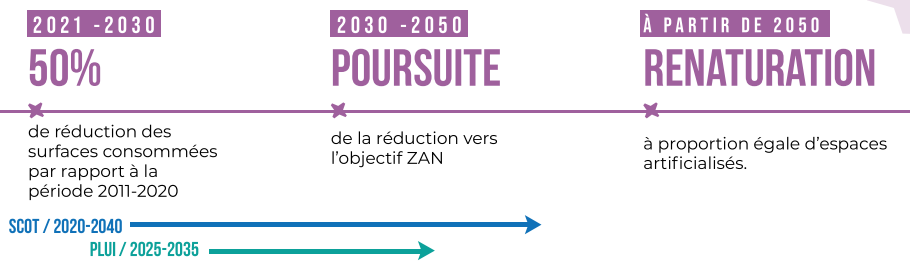 2021 -2030
50%
de réduction des
surfaces consommées
par rapport à la
période 2011-2020
2030 -2050
POURSUITE
de la réduction vers
l'objectif ZAN
À PARTIR DE 2050
RENATURATION
à proportion égale d'espaces
artificialisés.
SCOT / 2020-2040
PLUI / 2025-2035